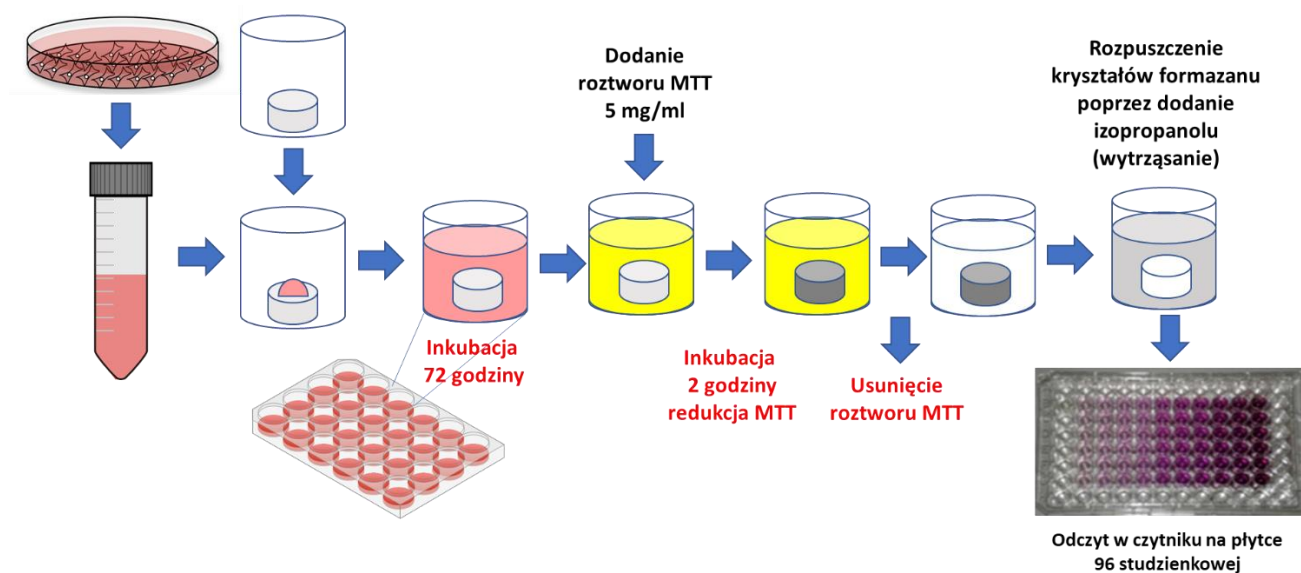 Dodanie
roztworu MTT
5 mg/ml
Rozpuszczenie
kryształów formazanu
poprzez dodanie
izopropanolu
(wytrząsanie)
Inkubacja
72 godziny
Inkubacja
2 godziny
redukcja MTT
Usunięcie
roztworu MTT
Odczyt w czytniku na płytce
96 studzienkowej